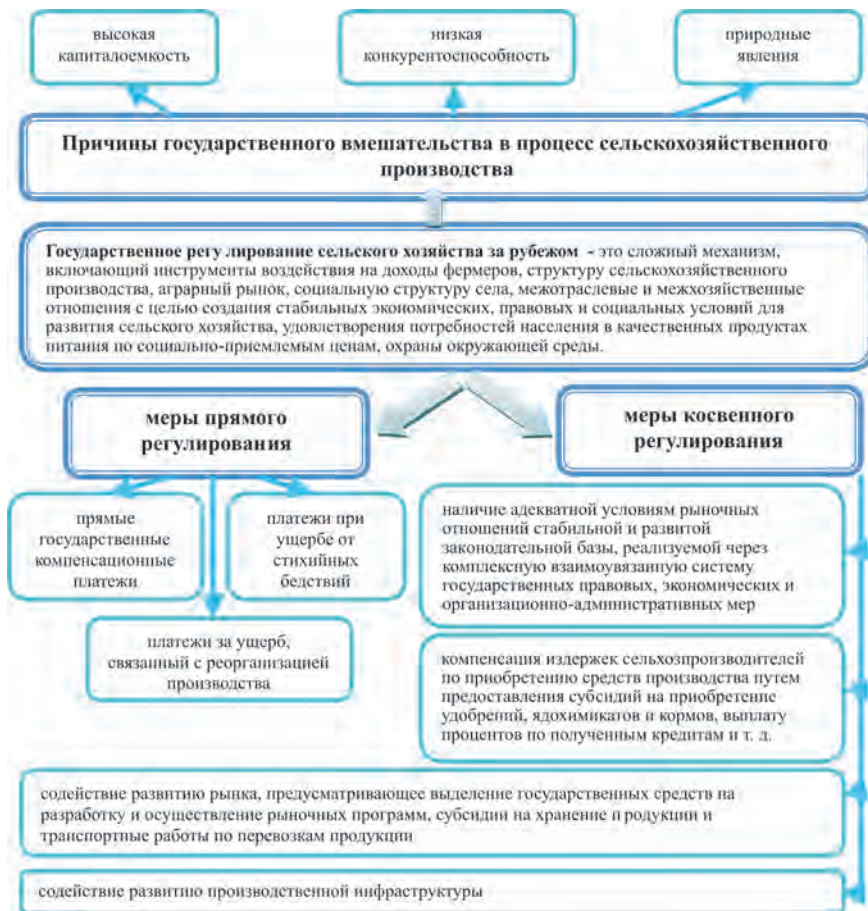 высокая
капиталоемкость
низкая
конкурентоспособность
природные
явления
Причины государственного вмешательства в процесс сельскохозяйственного
производства
Государственное регу лирование сельского хозяйства за рубежом - это сложный механизм,
включающий инструменты воздействия на доходы фермеров, структуру сельскохозяйственного
производства, аграрный рынок, социальную структуру села, межотраслевые и межхозяйственные
отношения с целью создания стабильных экономических, правовых и социальных условий для
развития сельского хозяйства, удовлетворения потребностей населения в качественных продуктах
питания по социально-приемлемым ценам, охраны окружающей среды.
меры прямого
регулирования
меры косвенного
регулирования
прямые
государственные
компенсационные
платежи
платежи при
ущербе от
стихийных
бедствий
платежи за ущерб,
связанный с реорганизацией
производства
наличие адекватной условиям рыночных
отношений стабильной и развитой
законодательной базы, реализуемой через
комплексную взаимоувязанную систему
государственных правовых, экономических и
организационно-административных мер
компенсация издержек сельхозпроизводителей
по приобретению средств производства путем
предоставления субсидий на приобретение
удобрений, ядохимикатов и кормов, выплату
процентов по полученным кредитам и т. д.
содействие развитию рынка, предусматривающее выделение государственных средств на
разработку и осуществление рыночных программ, субсидии на хранение п родукции и
транспортные работы по перевозкам продукции
содействие развитию производственной инфраструктуры